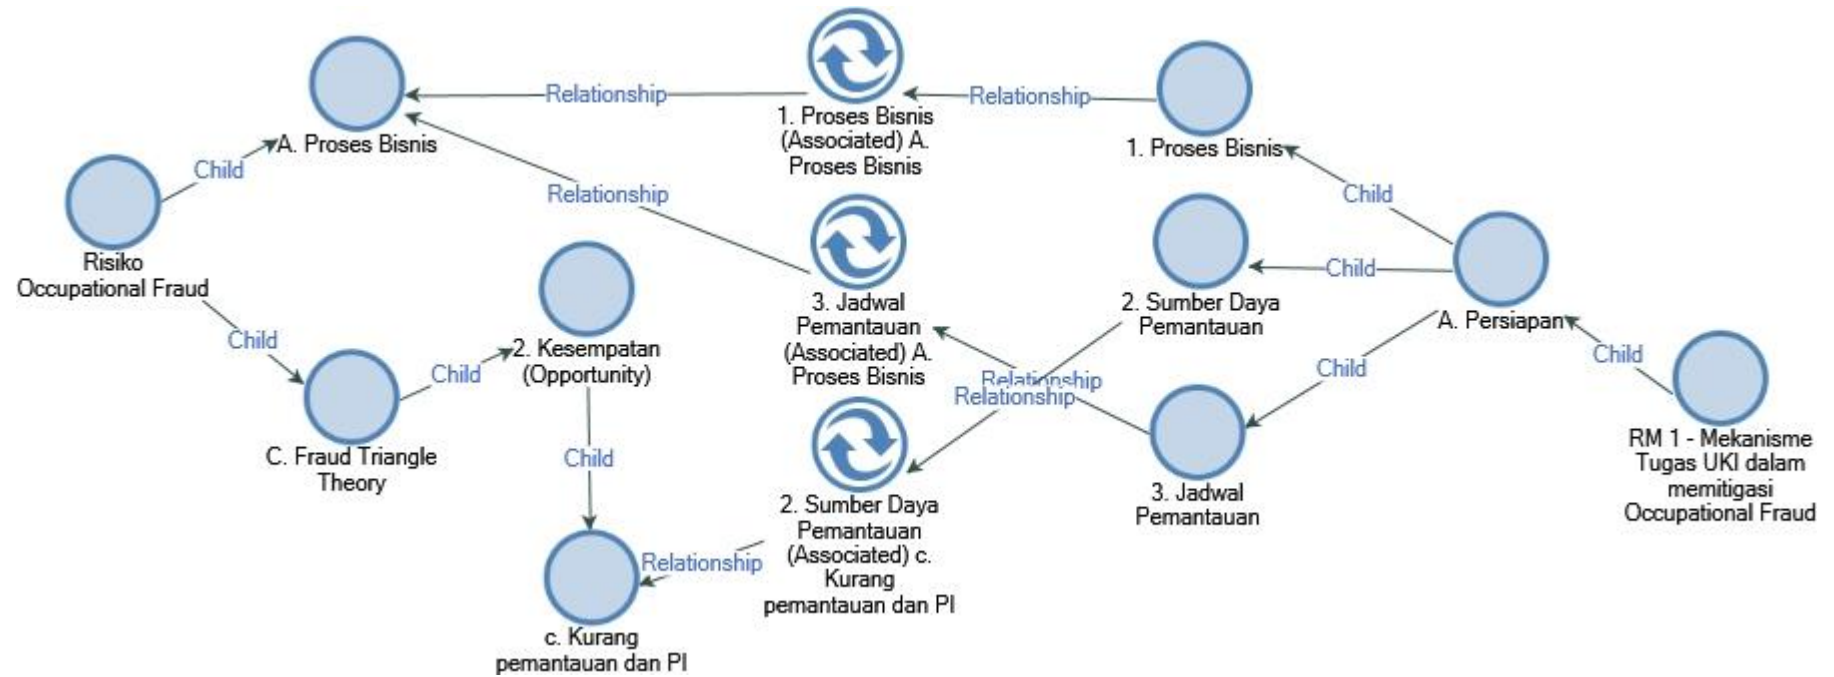 Relationship
Relationship
A. Proses Bisnis
1. Proses Bisnis
(Associated) A.
Proses Bisnis
1. Proses Bisnis
Child
Relationship
Child
Risiko
Occupational Fraud
3. Jadwal
Pemantauan
(Associated) A.
Proses Bisnis
2. Sumber Daya
Pemantauan
Child
A. Persiapan
Child
2. Kesempatan
(Opportunity)
Child
Relationship
Relationship
Child
Child
C. Fraud Triangle
Theory
Child
2. Sumber Daya
Pemantauan
(Associated) c.
Kurang
pemantauan dan PI
3. Jadwal
Pemantauan
RM 1 - Mekanisme
Tugas UKI dalam
memitigasi
Occupational Fraud
Relationship
c. Kurang
pemantauan dan PI